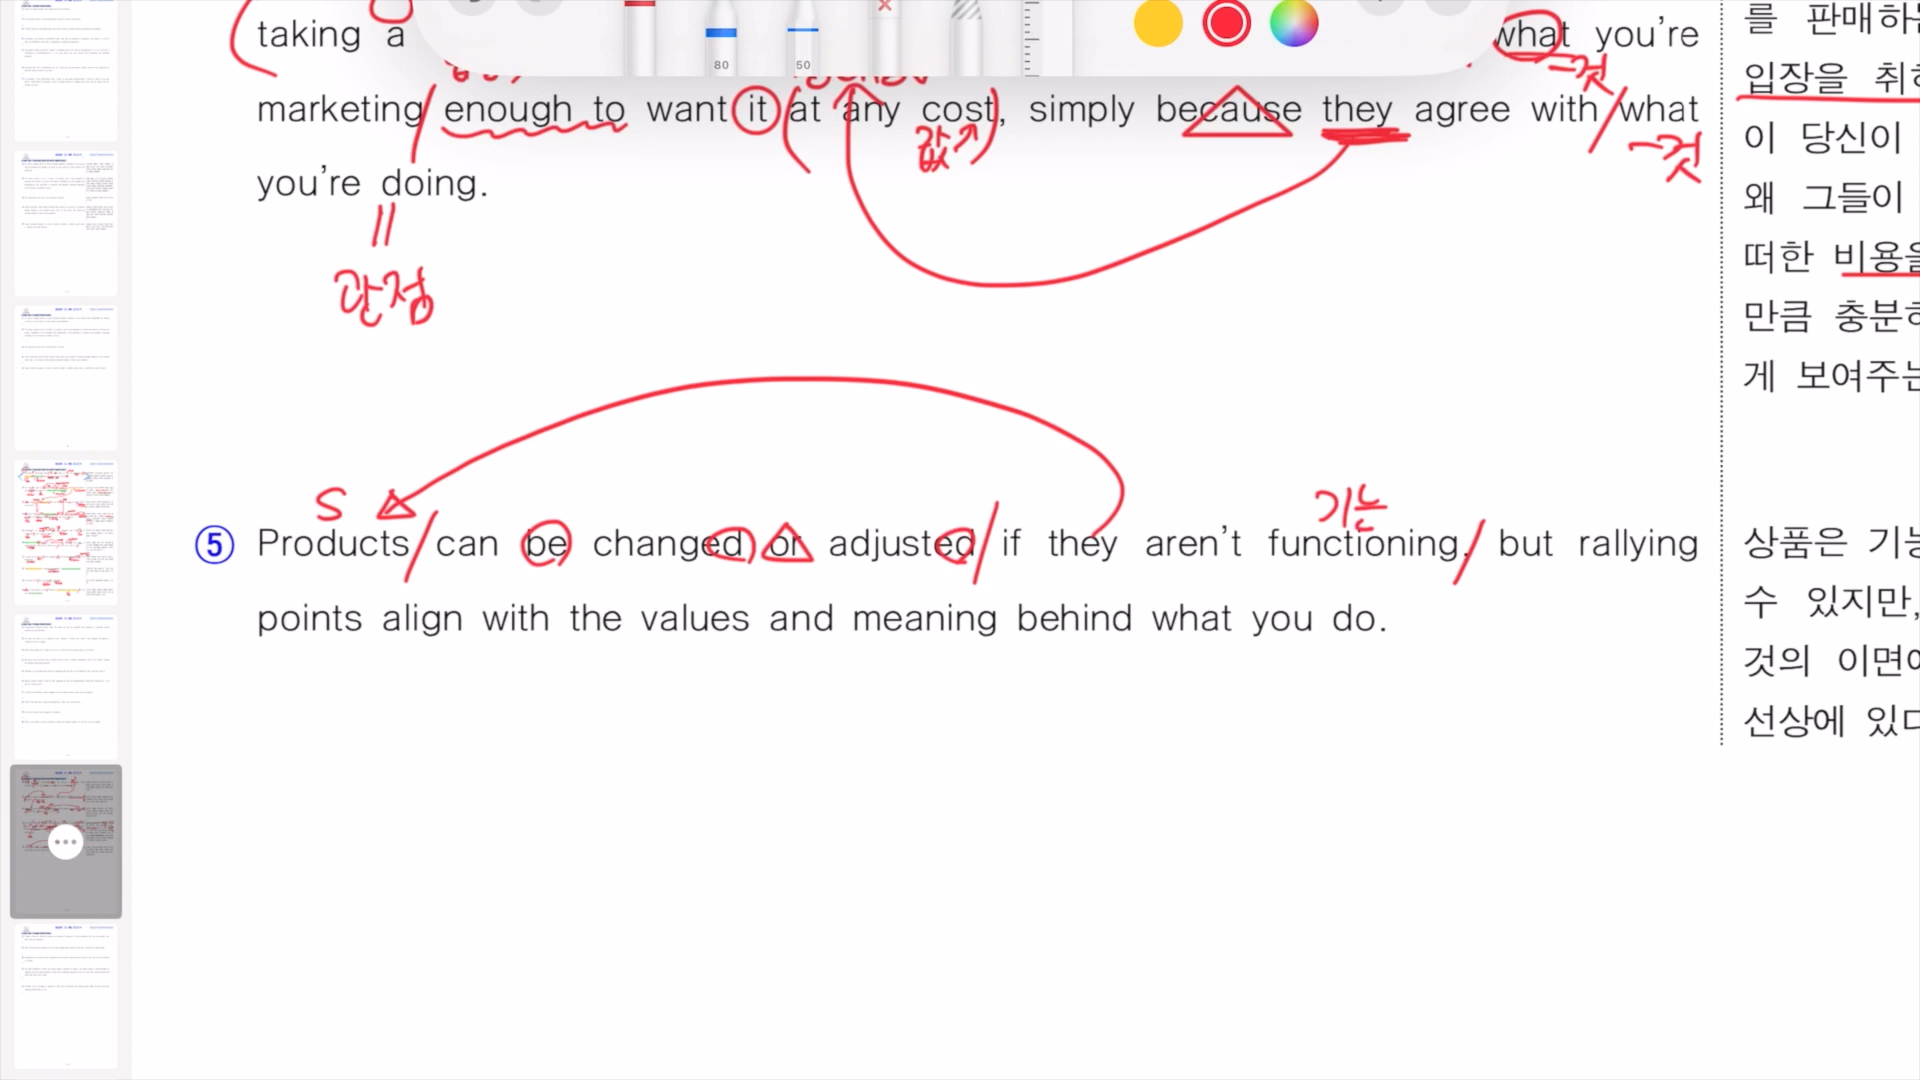 taking a
what you're
80
50
-것
marketing enough to want it at any cost, simply because they agree with what
값
-것
you're doing.
관점
S
기능
⑤ Products can be changed or adjusted if they aren't functioning, but rallying
points align with the values and meaning behind what you do.
를 판매하는
입장을 취하
이 당신이
왜 그들이
떠한 비용을
만큼 충분히
게 보여주는
상품은 기능
수 있지만,
것의 이면에
선상에 있다